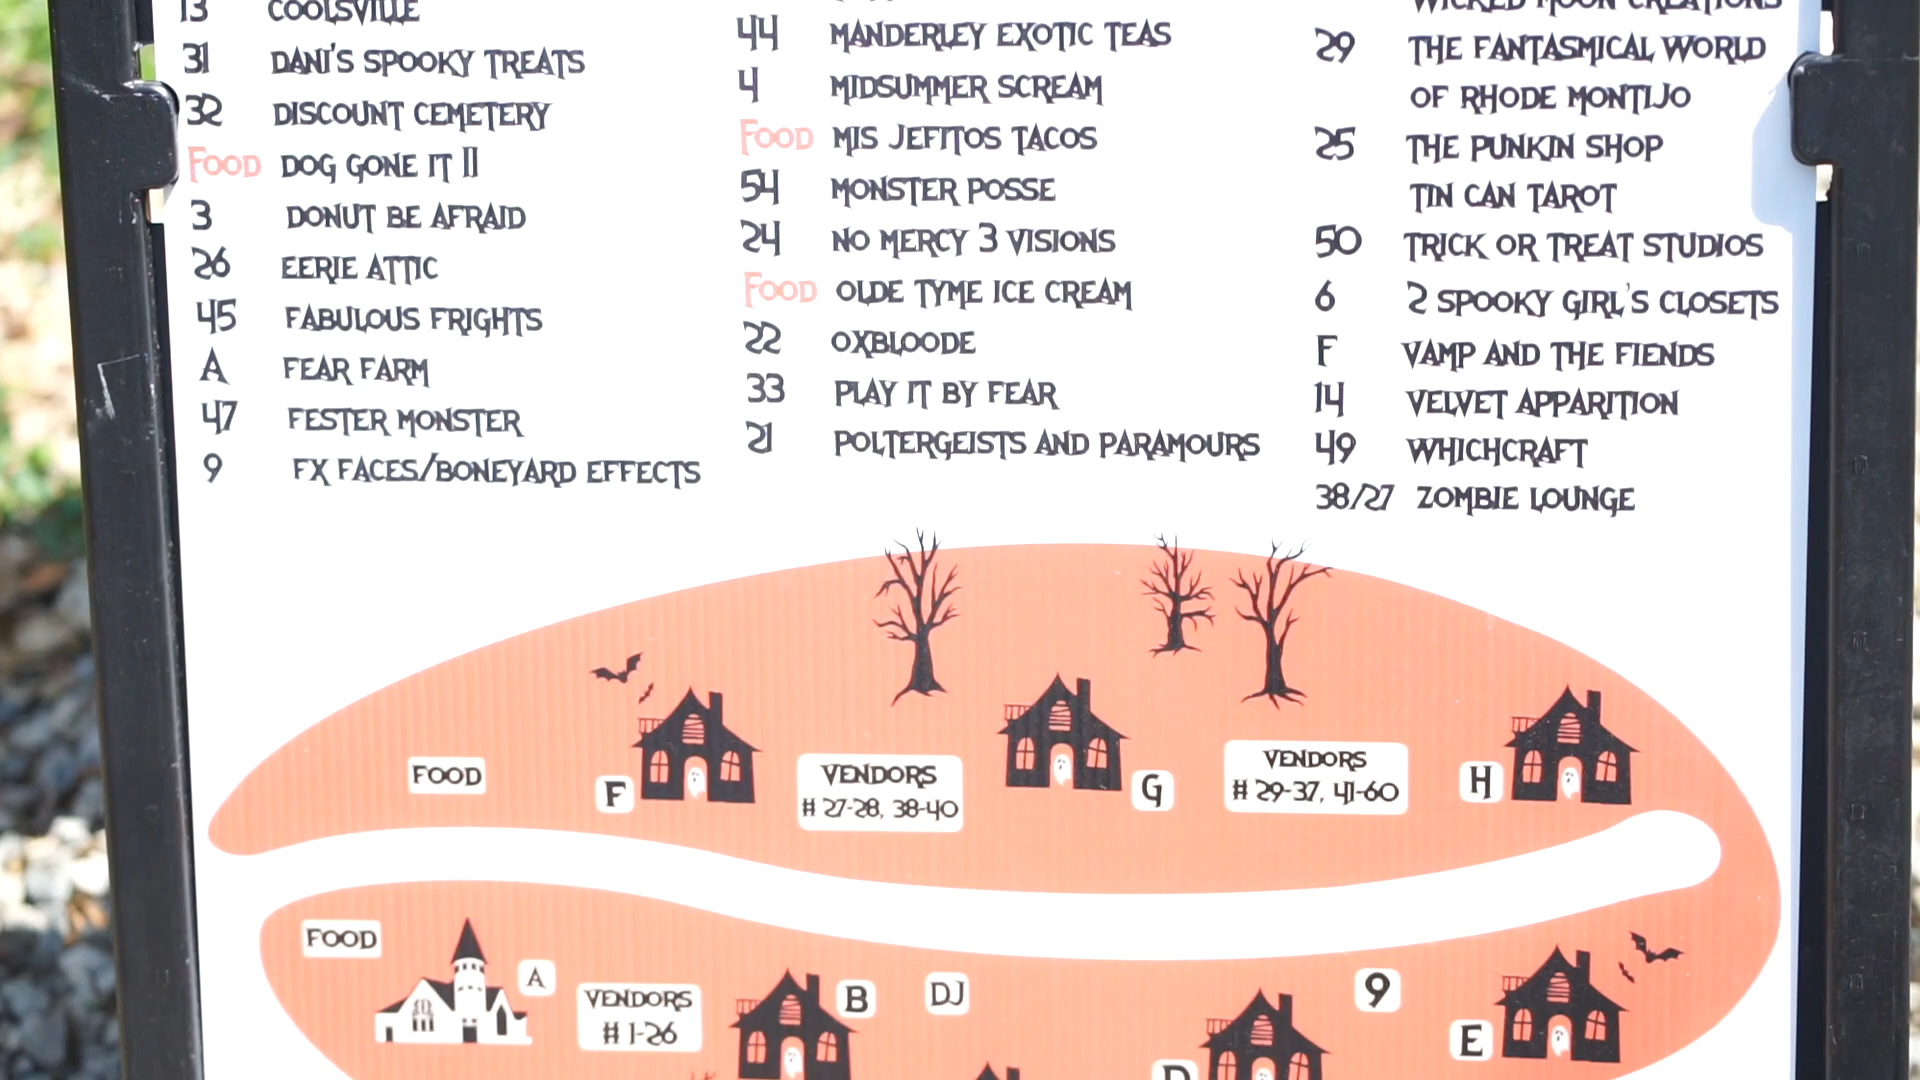 13 COOLSVILLE
31 DANI'S SPOOKY TREATS
32 DISCOUNT CEMETERY
FOOD DOG GONE IT II
3 DONUT BE AFRAID
26 EERIE ATTIC
45 FABULOUS FRIGHTS
A FEAR FARM
47 FESTER MONSTER
9 FX FACES/BONEYARD EFFECTS
44 MANDERLEY EXOTIC TEAS
4 MIDSUMMER SCREAM
FOOD MIS JEFITOS TACOS
54 MONSTER POSSE
24 NO MERCY 3 VISIONS
FOOD OLDE TYME ICE CREAM
22 OXBLOODE
33 PLAY IT BY FEAR
21 POLTERGEISTS AND PARAMOURS
WICKED MOON CREATIONS
29 THE FANTASMICAL WORLD
OF RHODE MONTIJO
25 THE PUNKIN SHOP
TIN CAN TAROT
50 TRICK OR TREAT STUDIOS
6 2 SPOOKY GIRL'S CLOSETS
F VAMP AND THE FIENDS
14 VELVET APPARITION
49 WHICHCRAFT
38/27 ZOMBIE LOUNGE
FOOD
F
VENDORS
# 27-28, 38-40
G
VENDORS
# 29-37, 41-60
H
FOOD
A
VENDORS
# 1-26
B
DJ
9
E
D